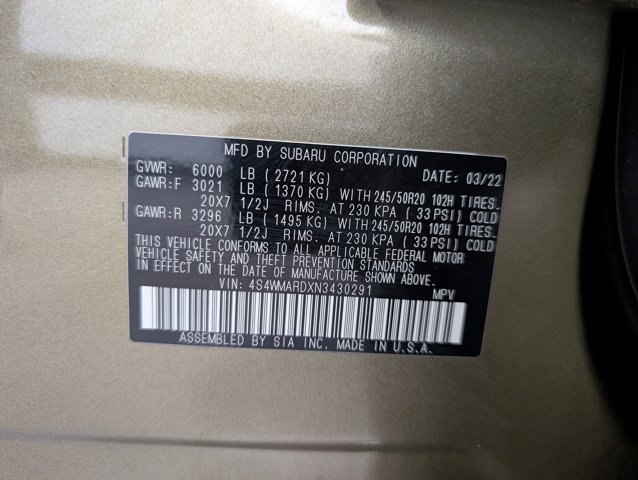 MFD BY SUBARU CORPORATION DATE: 03/22
GVWR: 6000 LB (2721 KG)
GAWR:F 3021 LB ( 1370 KG) WITH 245/50R20 102H TIRES.
20X7 1/2J RIMS. AT 230 KPA ( 33 PSI) COLD
GAWR:R 3296 LB ( 1495 KG) WITH 245/50R20 102H TIRES.
20X7 1/2J RIMS. AT 230 KPA ( 33 PSI) COLD
THIS VEHICLE CONFORMS TO ALL APPLICABLE FEDERAL MOTOR
VEHICLE SAFETY AND THEFT PREVENTION STANDARDS
IN EFFECT ON THE DATE OF MANUFACTURE SHOWN ABOVE.
VIN: 4S4WMARDXN3430291 MPV
ASSEMBLED BY SIA INC. MADE IN U.S.A.